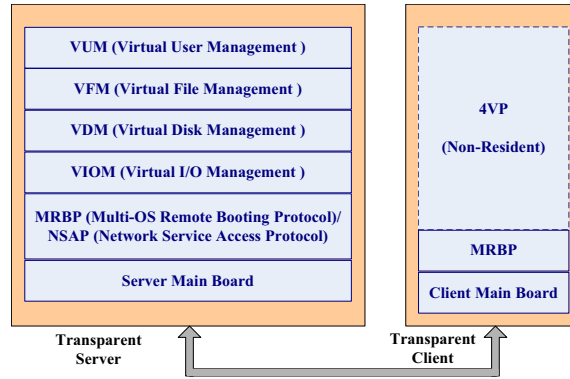 VUM (Virtual User Management )
VFM (Virtual File Management )
VDM (Virtual Disk Management )
VIOM (Virtual I/O Management )
MRBP (Multi-OS Remote Booting Protocol)/
NSAP (Network Service Access Protocol)
Server Main Board
Transparent
Server
4VP
(Non-Resident)
MRBP
Client Main Board
Transparent
Client